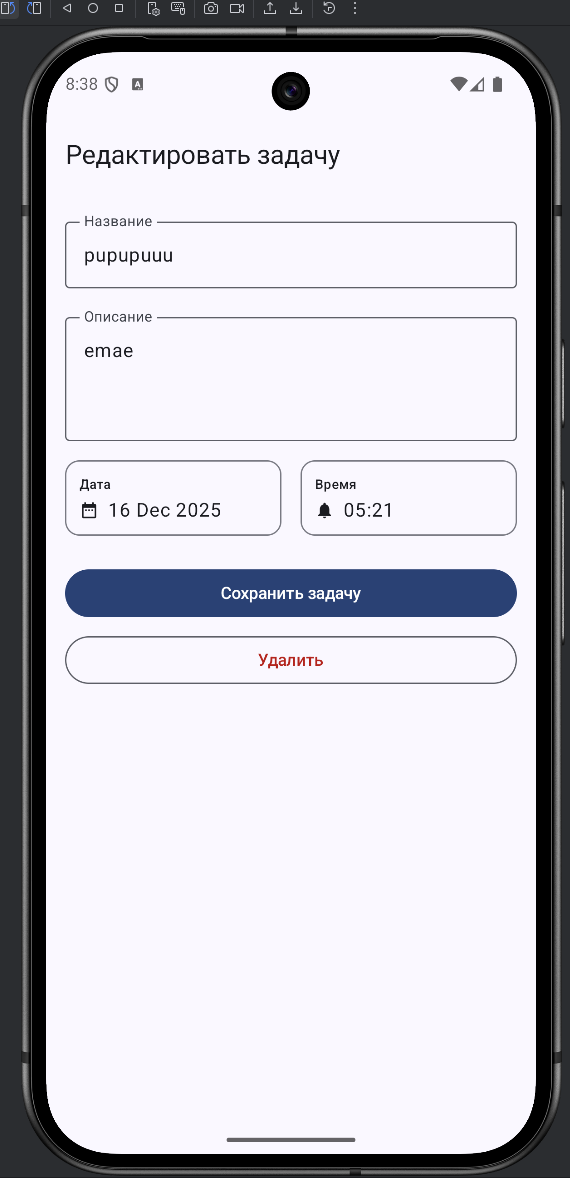 8:38
Редактировать задачу
Название
pupupuuu
Описание
emae
Дата
16 Dec 2025
Время
05:21
Сохранить задачу
Удалить